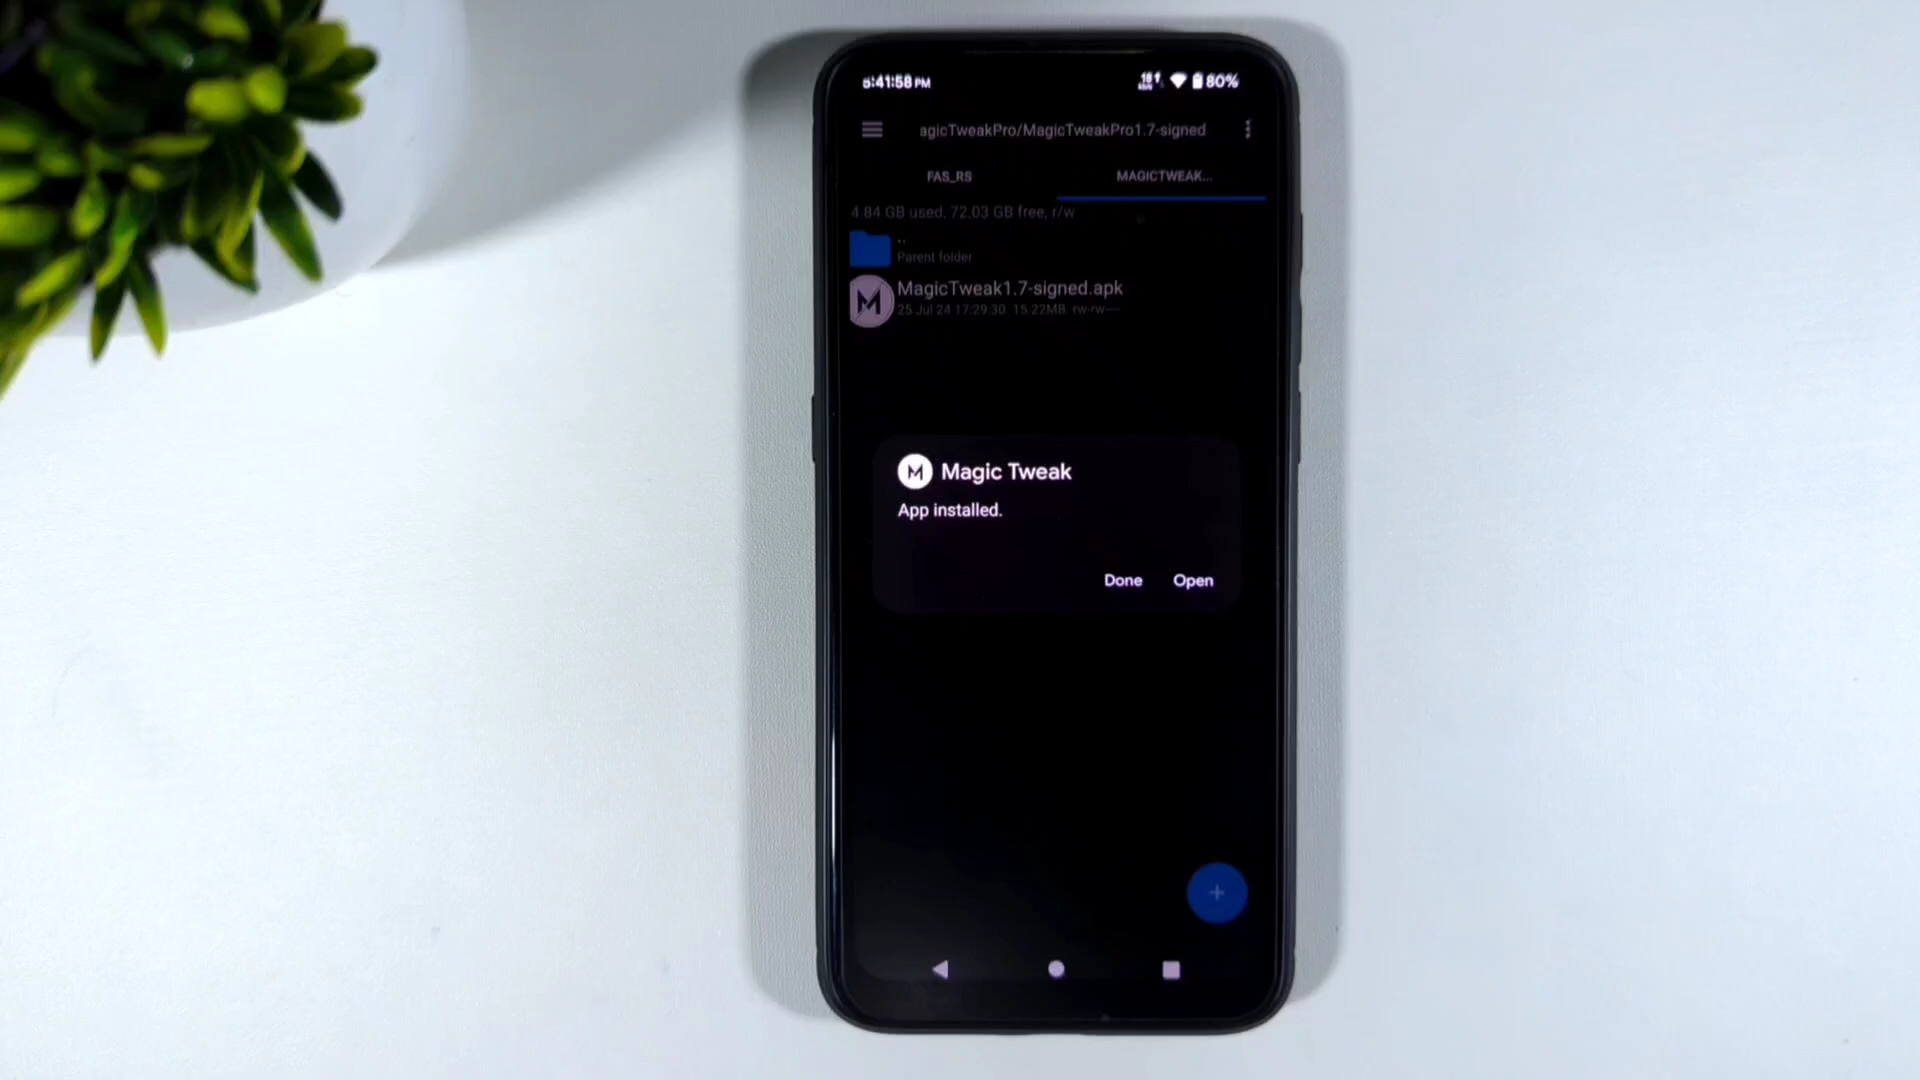 5:41:58 PM 80%
agicTweakPro/MagicTweakPro1.7-signed
FAS_RS MAGICTWEAK...
4.84 GB used, 72.03 GB free, r/w
..
Parent folder
MagicTweak1.7-signed.apk
25 Jul 24 17:29:30 15.22MB rw-rw----
M Magic Tweak
App installed.
Done Open